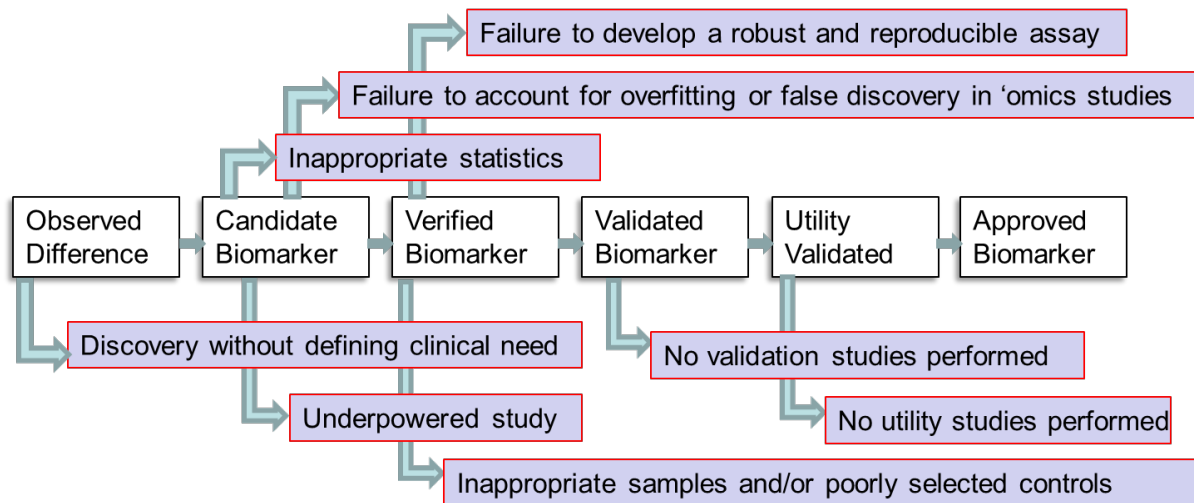 Failure to develop a robust and reproducible assay
Failure to account for overfitting or false discovery in ‘omics studies
Inappropriate statistics
Observed
Difference
Candidate
Biomarker
Verified
Biomarker
Validated
Biomarker
Utility
Validated
Approved
Biomarker
Discovery without defining clinical need
No validation studies performed
Underpowered study
No utility studies performed
Inappropriate samples and/or poorly selected controls